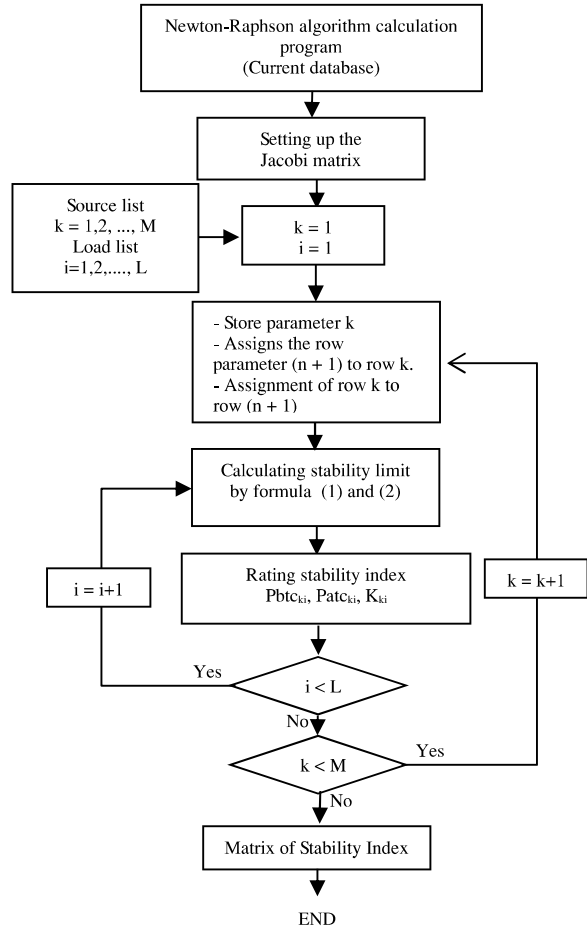 Newton-Raphson algorithm calculation
program
(Current database)
Setting up the
Jacobi matrix
Source list
k = 1,2, ..., M
Load list
i=1,2,...., L
k = 1
i = 1
- Store parameter k
- Assigns the row
parameter (n + 1) to row k.
- Assignment of row k to
row (n + 1)
Calculating stability limit
by formula (1) and (2)
i = i+1
Rating stability index
Pbtcki, Patcki, Kki
k = k+1
Yes
i < L
No
k < M
Yes
No
Matrix of Stability Index
END